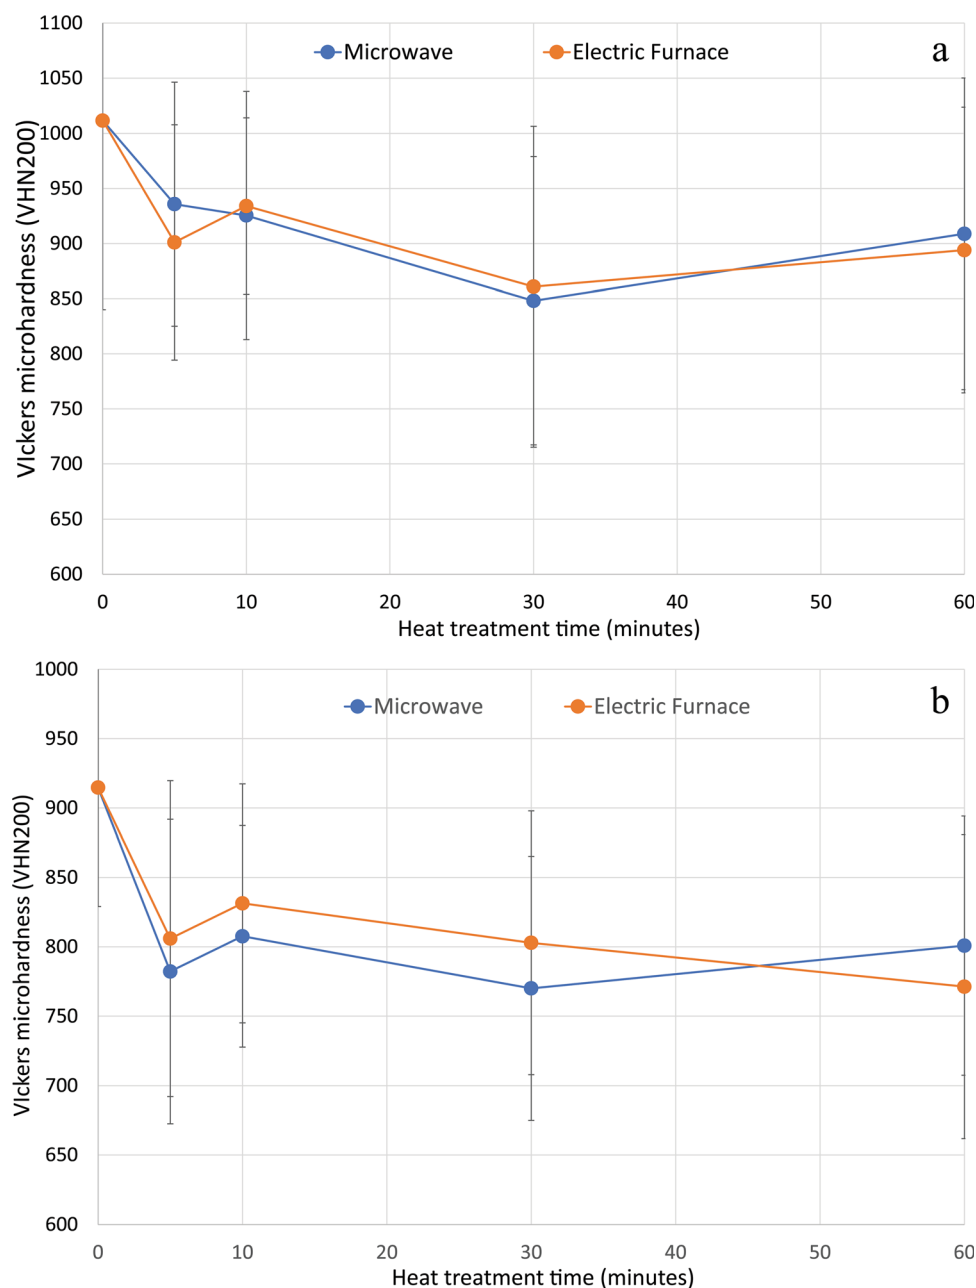 1100
Microwave Electric Furnace a
1050
1000
950
900
850
800
750
700
650
600
VIckers microhardness (VHN200)
0 10 20 30 40 50 60
Heat treatment time (minutes)
1000
Microwave Electric Furnace b
950
900
850
800
750
700
650
600
VIckers microhardness (VHN200)
0 10 20 30 40 50 60
Heat treatment time (minutes)